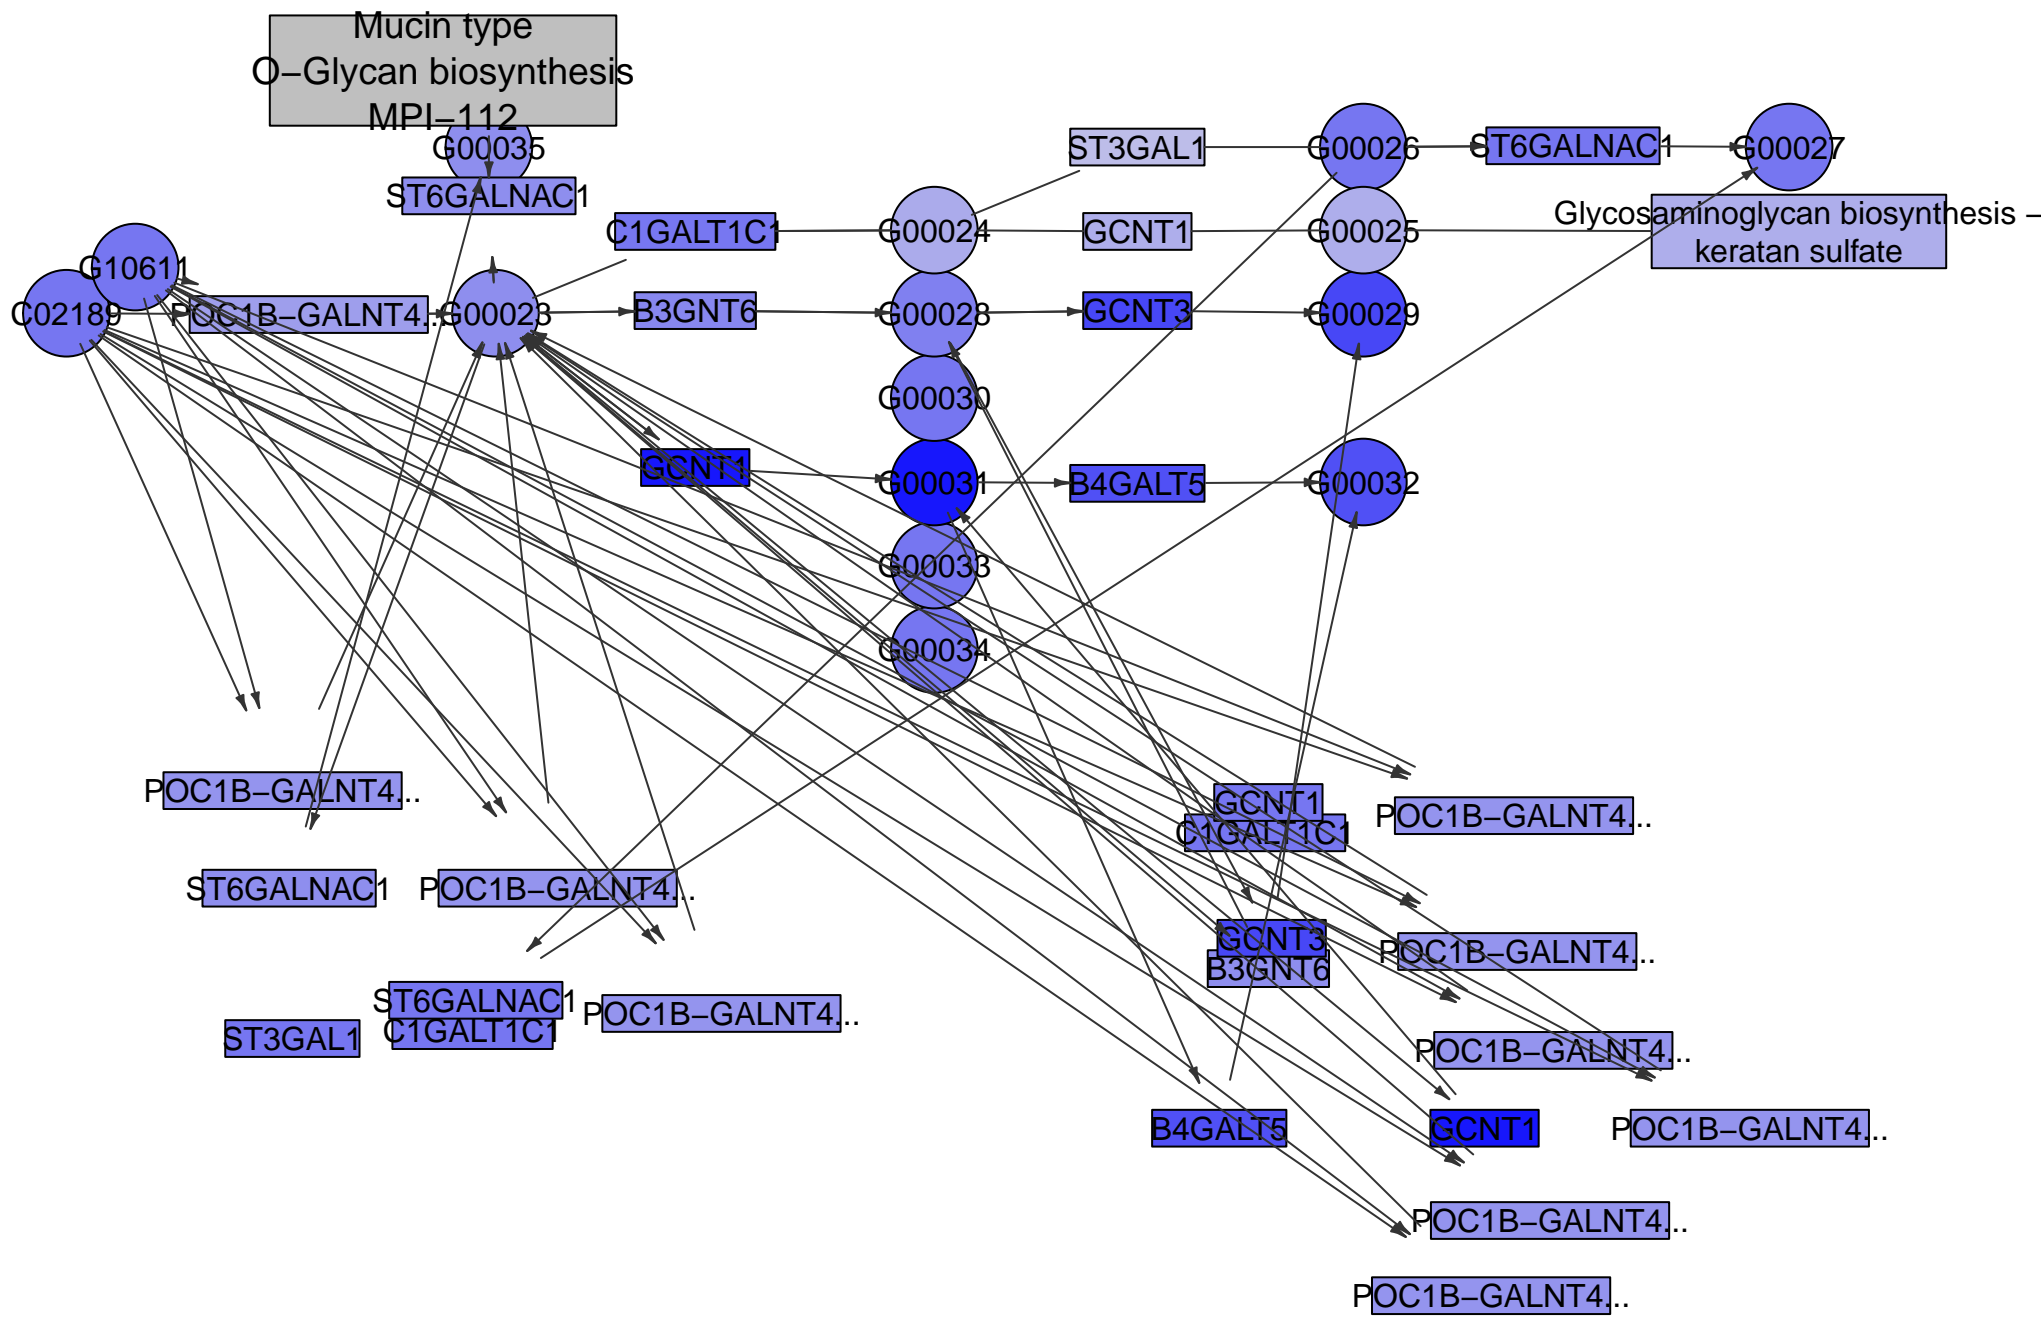 Mucin type
O−Glycan biosynthesis
MPI−112
G00035
ST3GAL1
G00026
ST6GALNAC1
G00027
ST6GALNAC1
C1GALT1C1
G00024
GCNT1
G00025
Glycosaminoglycan biosynthesis −
keratan sulfate
G10611
C02189
POC1B−GALNT4...
G00023
B3GNT6
G00028
GCNT3
G00029
G00030
GCNT1
G00031
B4GALT5
G00032
G00033
G00034
POC1B−GALNT4...
GCNT1
POC1B−GALNT4...
C1GALT1C1
ST6GALNAC1
POC1B−GALNT4...
GCNT3
POC1B−GALNT4...
B3GNT6
ST6GALNAC1
POC1B−GALNT4...
C1GALT1C1
ST3GAL1
POC1B−GALNT4...
B4GALT5
GCNT1
POC1B−GALNT4...
POC1B−GALNT4...
POC1B−GALNT4...